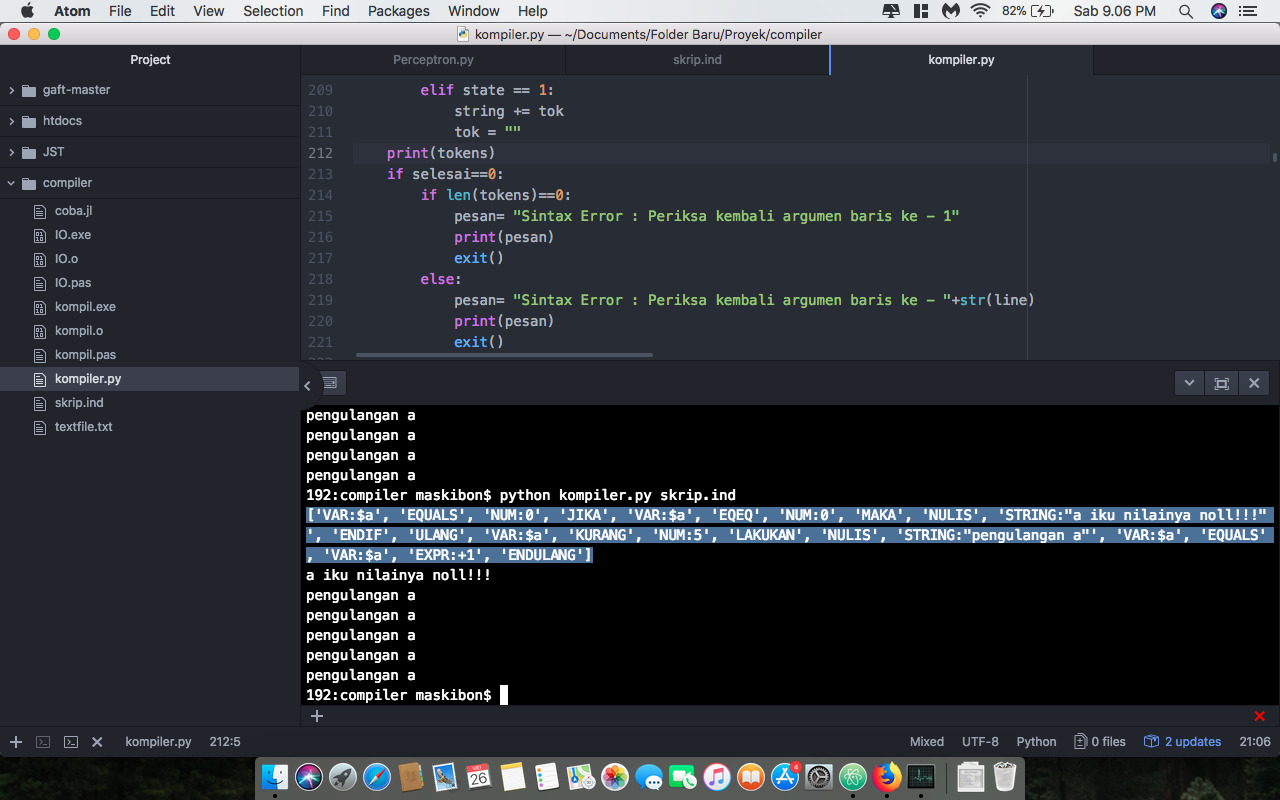 Atom File Edit View Selection Find Packages Window Help 82% Sab 9.06 PM
kompiler.py — ~/Documents/Folder Baru/Proyek/compiler
Project Perceptron.py skrip.ind kompiler.py
gaft-master
htdocs
JST
compiler
coba.jl
IO.exe
IO.o
IO.pas
kompil.exe
kompil.o
kompil.pas
kompiler.py
skrip.ind
textfile.txt
209 elif state == 1:
210 string += tok
211 tok = ""
212 print(tokens)
213 if selesai==0:
214 if len(tokens)==0:
215 pesan= "Sintax Error : Periksa kembali argumen baris ke - 1"
216 print(pesan)
217 exit()
218 else:
219 pesan= "Sintax Error : Periksa kembali argumen baris ke - "+str(line)
220 print(pesan)
221 exit()
pengulangan a
pengulangan a
pengulangan a
pengulangan a
192:compiler maskibon$ python kompiler.py skrip.ind
['VAR:$a', 'EQUALS', 'NUM:0', 'JIKA', 'VAR:$a', 'EQEQ', 'NUM:0', 'MAKA', 'NULIS', 'STRING:"a iku nilainya noll!!!"
', 'ENDIF', 'ULANG', 'VAR:$a', 'KURANG', 'NUM:5', 'LAKUKAN', 'NULIS', 'STRING:"pengulangan a"', 'VAR:$a', 'EQUALS'
, 'VAR:$a', 'EXPR:+1', 'ENDULANG']
a iku nilainya noll!!!
pengulangan a
pengulangan a
pengulangan a
pengulangan a
pengulangan a
192:compiler maskibon$
kompiler.py 212:5 Mixed UTF-8 Python 0 files 2 updates 21:06
26
4